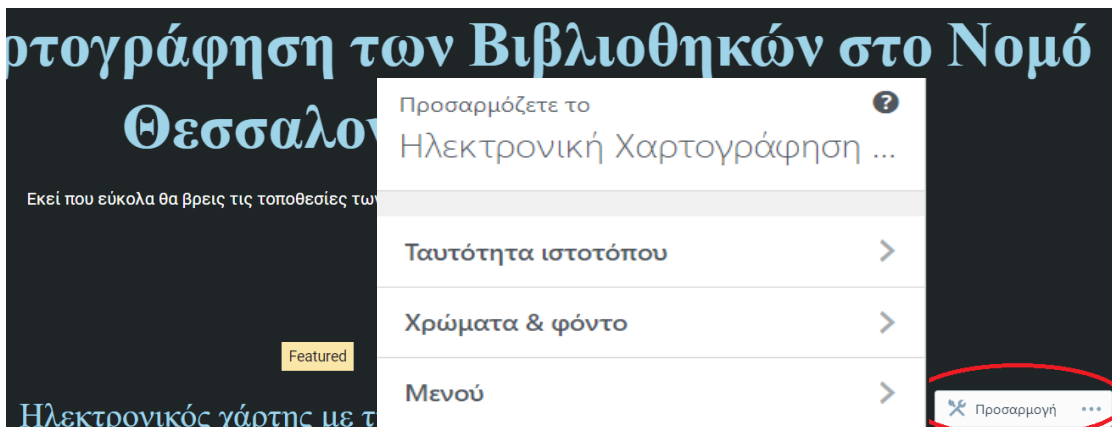 ρτογράφηση των Βιβλιοθηκών στο Νομό
Θεσσαλον
Προσαρμόζετε το
Ηλεκτρονική Χαρτογράφηση ...
Εκεί που εύκολα θα βρεις τις τοποθεσίες των
Ταυτότητα ιστοτόπου
Χρώματα & φόντο
Featured
Μενού
Ηλεκτρονικός χάρτης με τ
Προσαρμογή